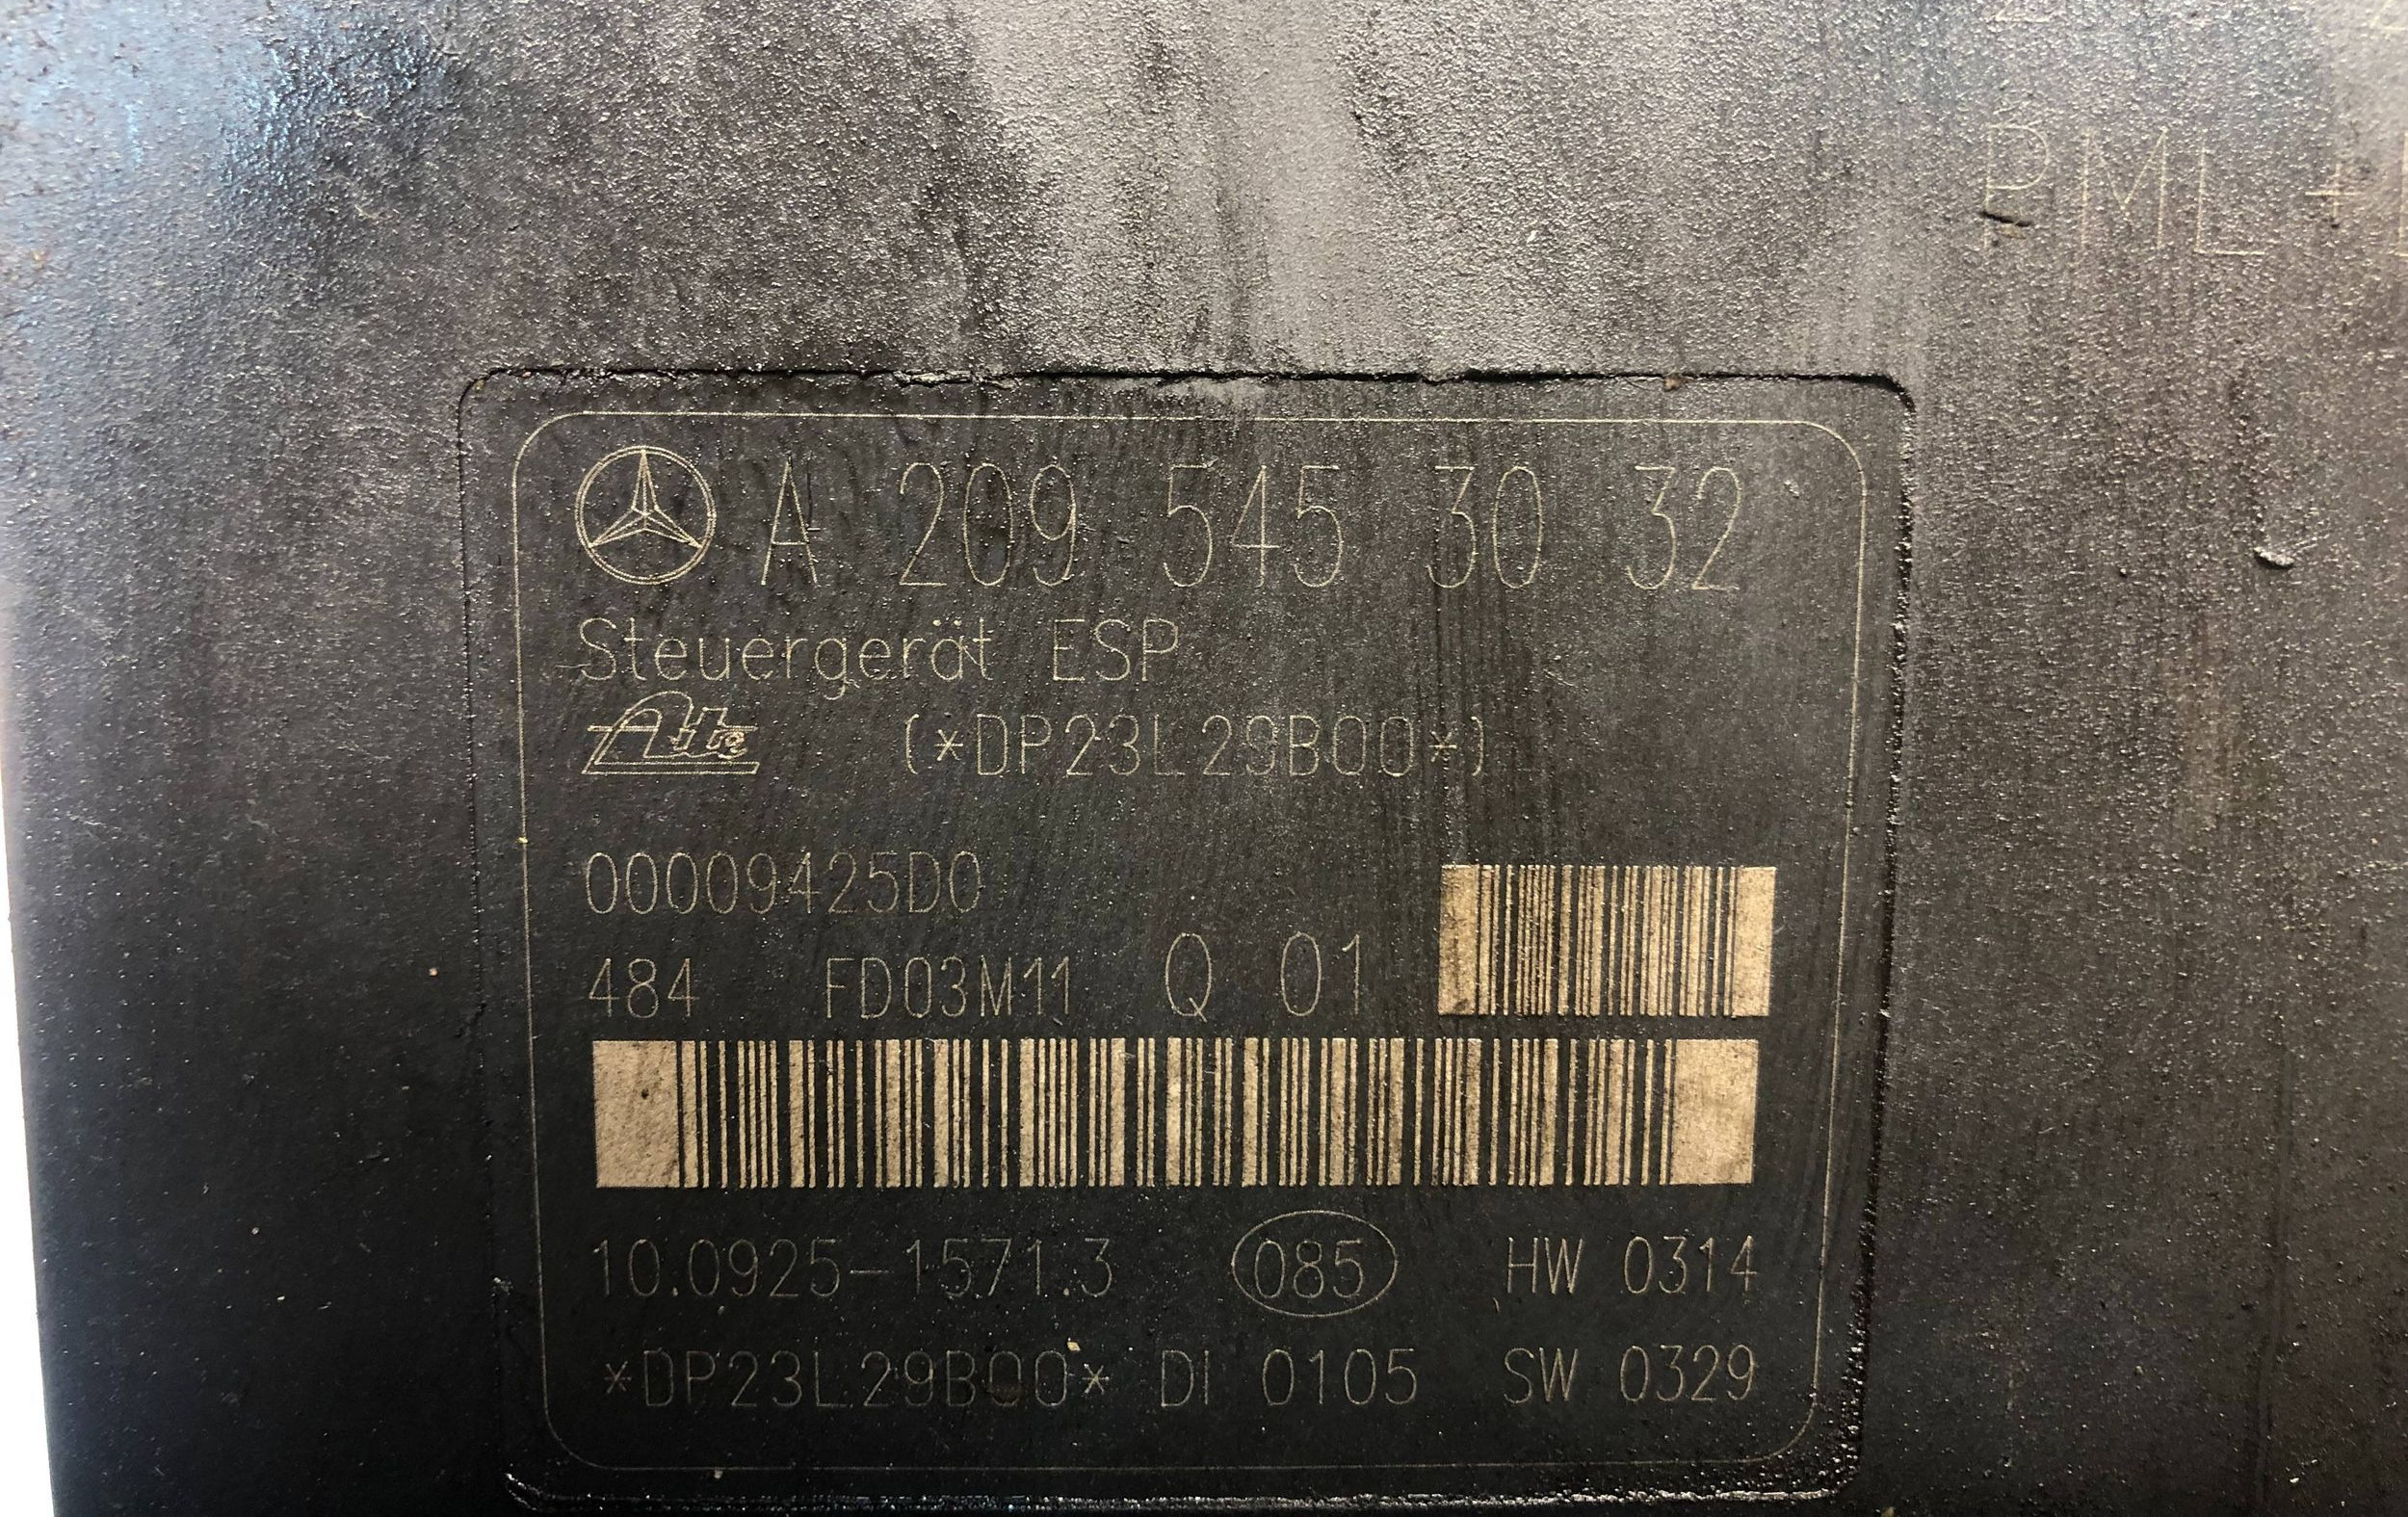 PML +
A 209 545 30 32
Steuergerät ESP
Ate (*DP23L29B00*)
00009425D0
484 FD03M11 Q 01
10.0925-1571.3 085 HW 0314
*DP23L29B00* DI 0105 SW 0329